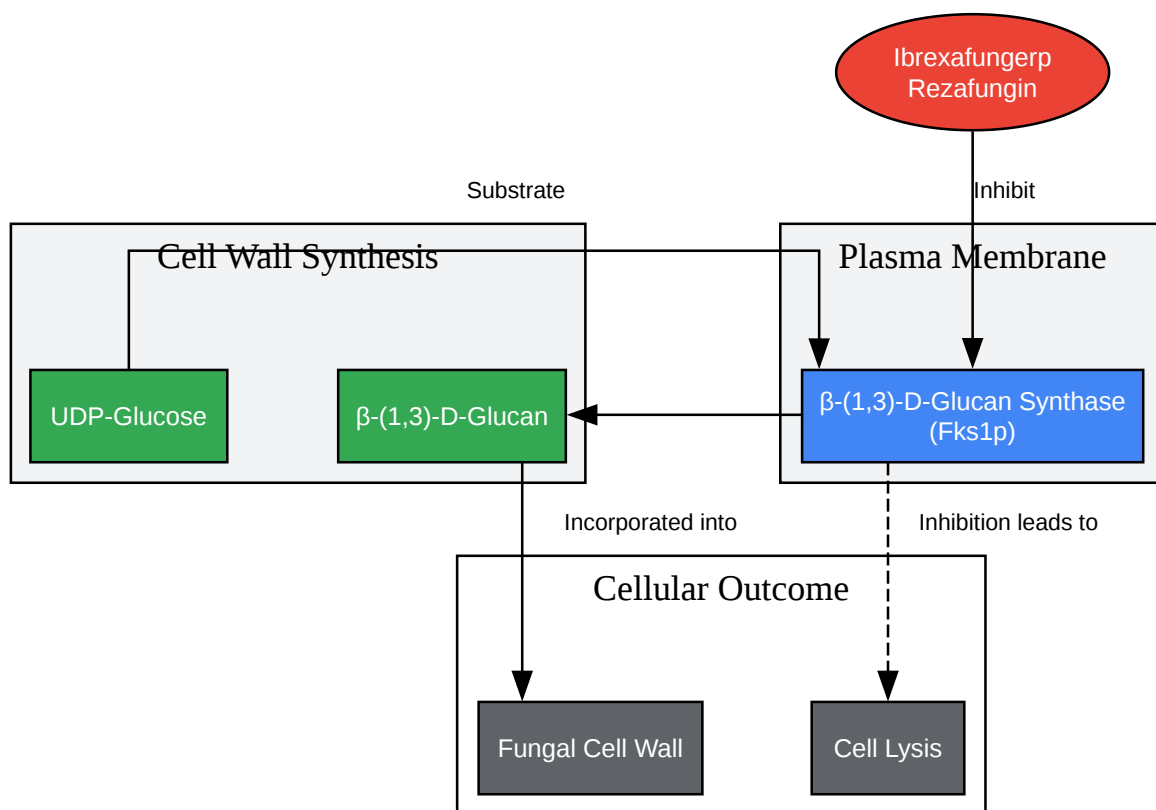 Ibrexafungerp
Rezafungin
Substrate
Inhibit
Cell Wall Synthesis
Plasma Membrane
UDP-Glucose
β-(1,3)-D-Glucan
β-(1,3)-D-Glucan Synthase
(Fks1p)
Incorporated into
Inhibition leads to
Cellular Outcome
Fungal Cell Wall
Cell Lysis